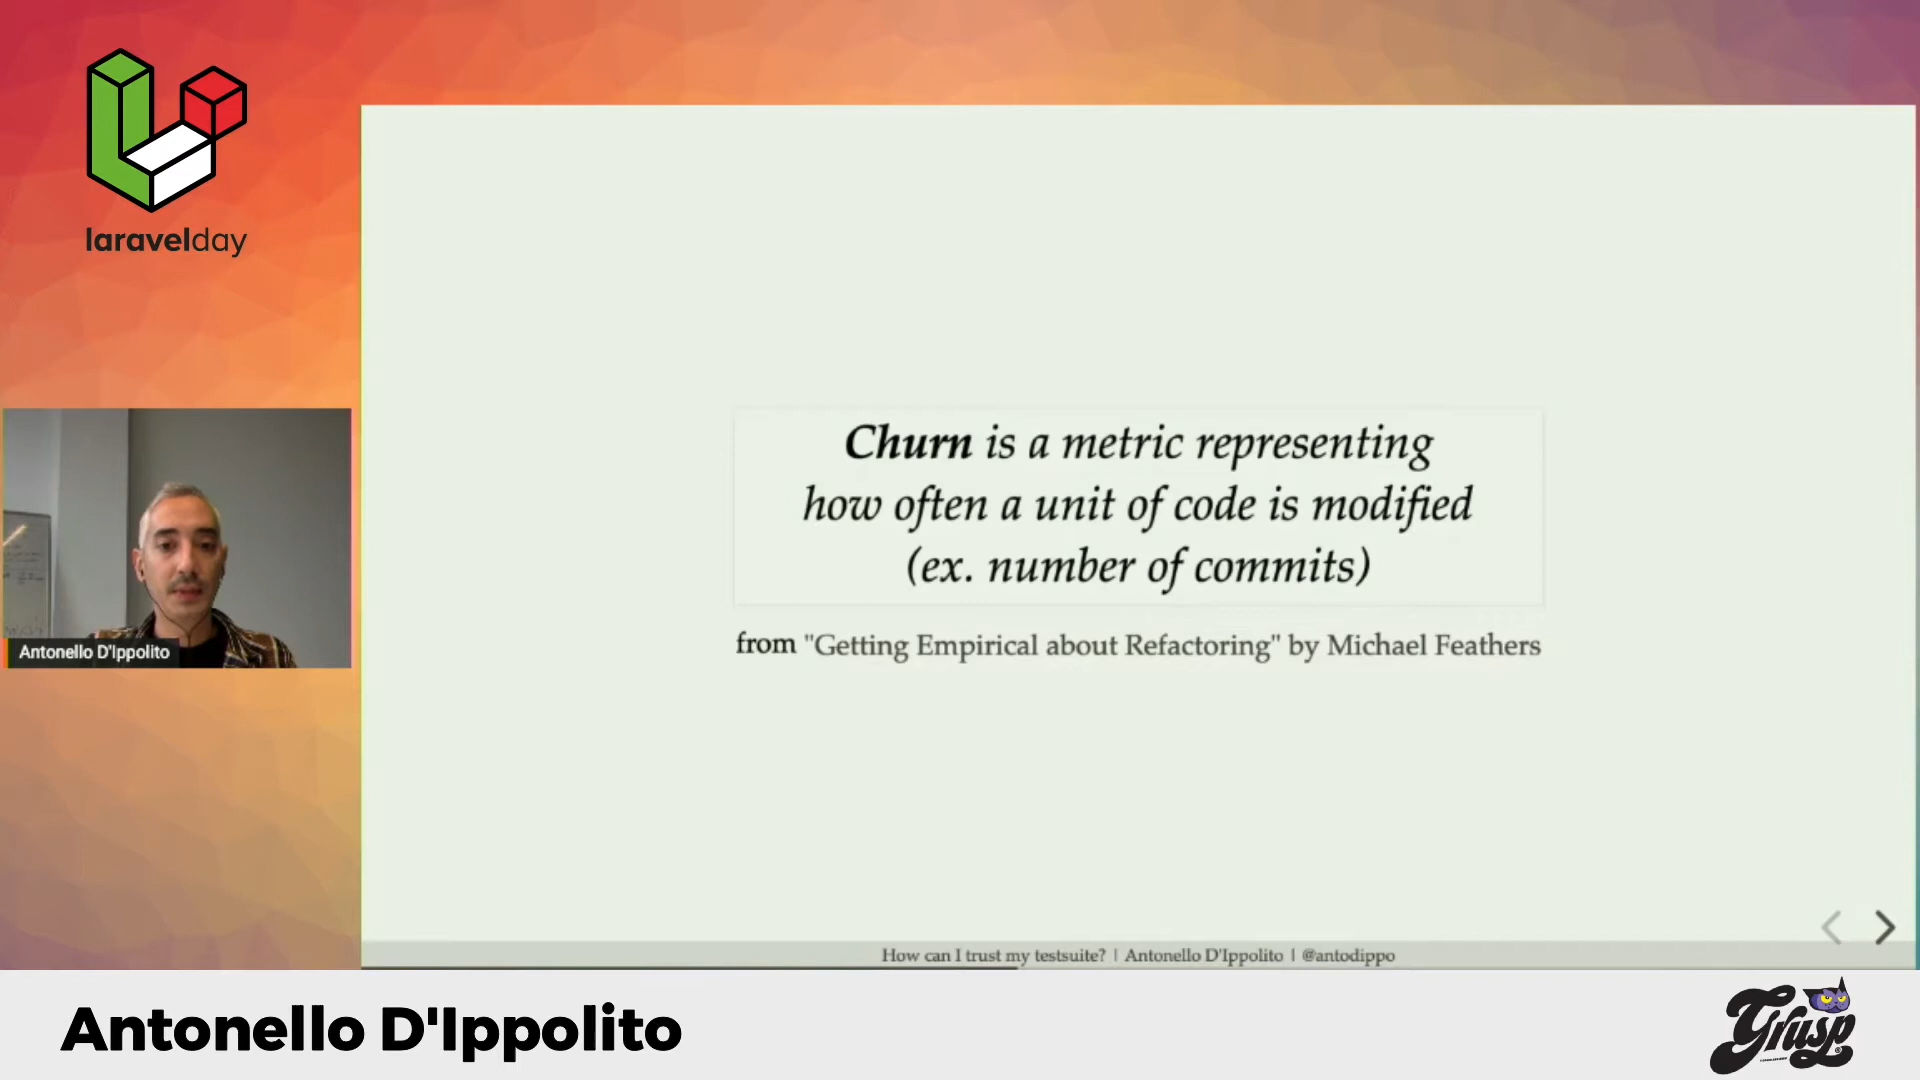 laravelday
Churn is a metric representing
how often a unit of code is modified
(ex. number of commits)
from "Getting Empirical about Refactoring" by Michael Feathers
Antonello D'Ippolito
How can I trust my testsuite? | Antonello D'Ippolito | @antodippo
Antonello D'Ippolito
Grusp